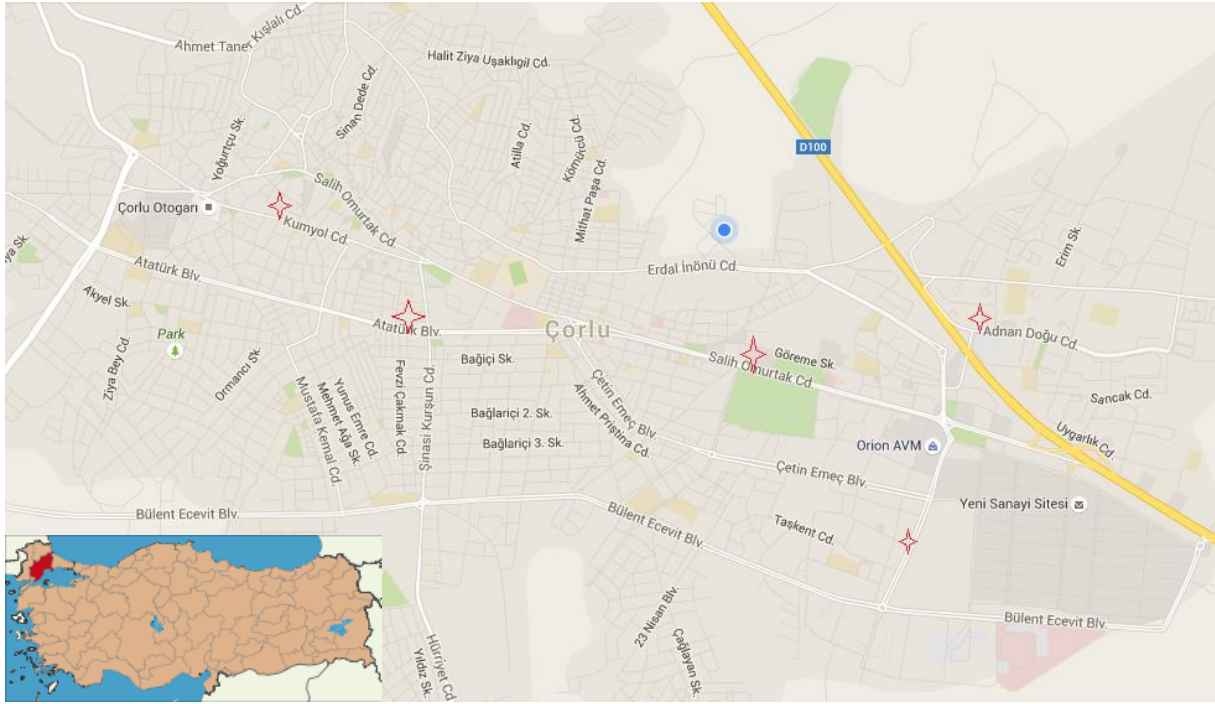 Ahmet Taner Kışlalı Cd.
Halit Ziya Uşaklıgil Cd.
Sinan Dede Cd.
Yoğurtçu Sk.
Atilla Cd.
Kömürcü Cd.
Mithat Paşa Cd.
D100
Salih Omurtak Cd.
Çorlu Otogarı
Kumyol Cd.
Erim Sk.
Erdal İnönü Cd.
ya Sk.
Atatürk Blv.
Akyel Sk.
Park
Ziya Bey Cd.
Ormancı Sk.
Atatürk Blv.
Çorlu
Adnan Doğu Cd.
Göreme Sk.
Salih Omurtak Cd.
Bağiçi Sk.
Fevzi Çakmak Cd.
Şinasi Kurşun Cd.
Yunus Emre Cd.
Mehmet Ağa Sk.
Mustafa Kemal Cd.
Çetin Emeç Blv.
Ahmet Priştina Cd.
Sancak Cd.
Bağlariçi 2. Sk.
Bağlariçi 3. Sk.
Uygarlık Cd.
Orion AVM
Çetin Emeç Blv.
Yeni Sanayi Sitesi
Bülent Ecevit Blv.
Bülent Ecevit Blv.
Taşkent Cd.
23 Nisan Blv.
Çağlayan Sk.
Bülent Ecevit Blv.
Hürriyet Cd.
Yıldız Sk.